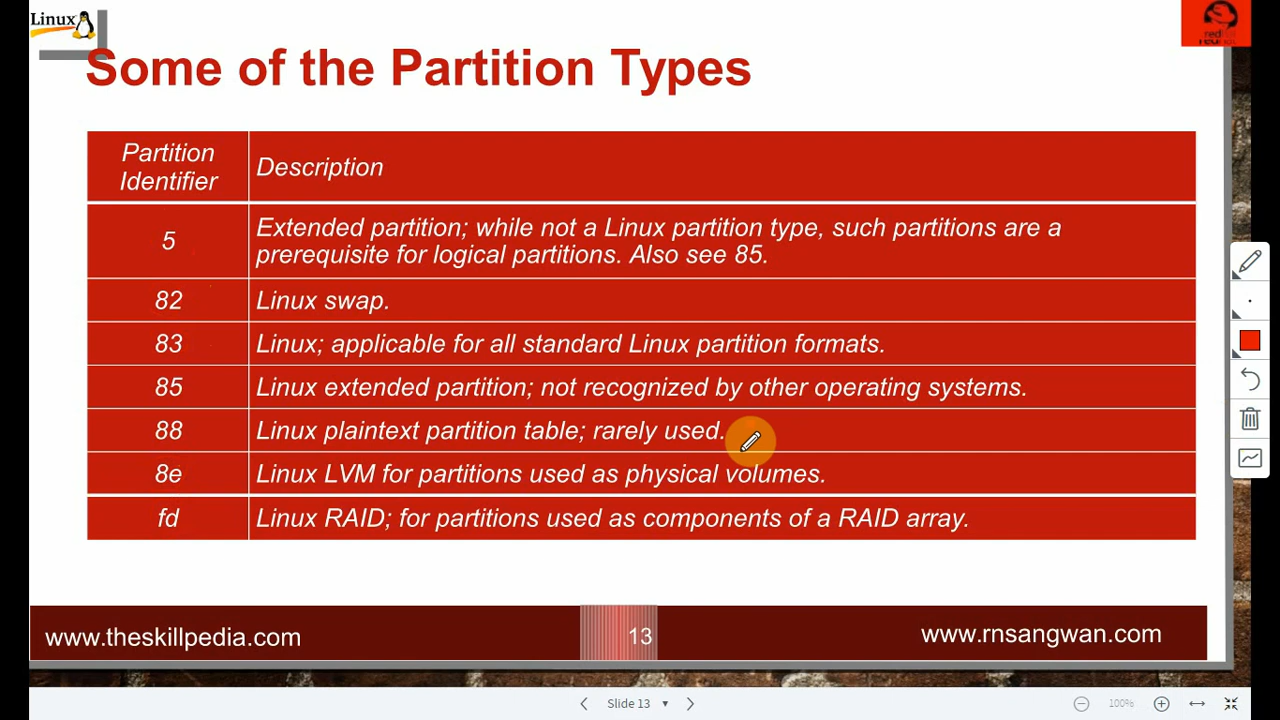 Linux
Some of the Partition Types
Partition
Identifier
Description
5
Extended partition; while not a Linux partition type, such partitions are a
prerequisite for logical partitions. Also see 85.
82
Linux swap.
83
Linux; applicable for all standard Linux partition formats.
85
Linux extended partition; not recognized by other operating systems.
88
Linux plaintext partition table; rarely used.
8e
Linux LVM for partitions used as physical volumes.
fd
Linux RAID; for partitions used as components of a RAID array.
www.theskillpedia.com
13
www.rnsangwan.com
Slide 13
100%